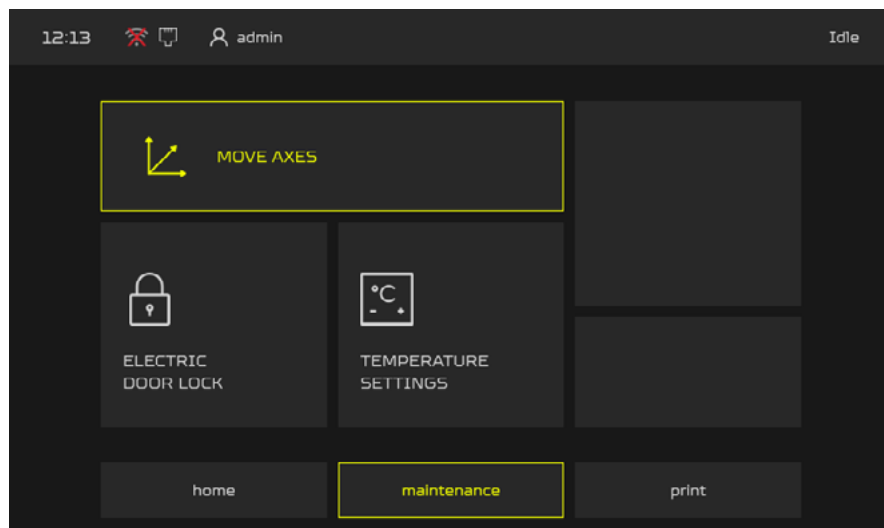 12:13
admin
Idle
MOVE AXES
°C
- +
ELECTRIC
DOOR LOCK
TEMPERATURE
SETTINGS
home
maintenance
print